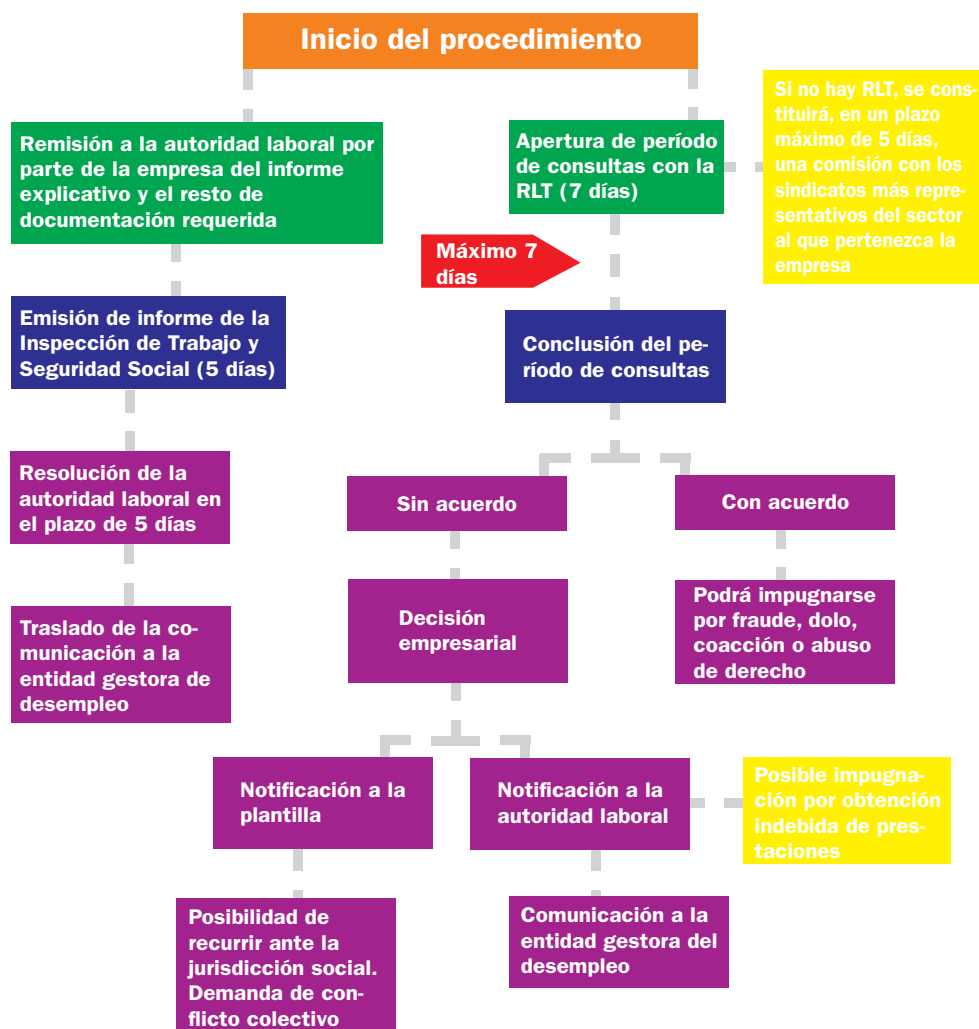 Inicio del procedimiento
Remisión a la autoridad laboral por
parte de la empresa del informe
explicativo y el resto de
documentación requerida
Apertura de período
de consultas con la
RLT (7 días)
Si no hay RLT, se cons-
tituirá, en un plazo
máximo de 5 días,
una comisión con los
sindicatos más repre-
sentativos del sector
al que pertenezca la
empresa
Máximo 7
días
Emisión de informe de la
Inspección de Trabajo y
Seguridad Social (5 días)
Conclusión del pe-
ríodo de consultas
Resolución de la
autoridad laboral en
el plazo de 5 días
Sin acuerdo
Con acuerdo
Traslado de la co-
municación a la
entidad gestora de
desempleo
Decisión
empresarial
Podrá impugnarse
por fraude, dolo,
coacción o abuso
de derecho
Notificación a la
plantilla
Notificación a la
autoridad laboral
Posible impugna-
ción por obtención
indebida de pres-
taciones
Posibilidad de
recurrir ante la
jurisdicción social.
Demanda de con-
flicto colectivo
Comunicación a la
entidad gestora del
desempleo